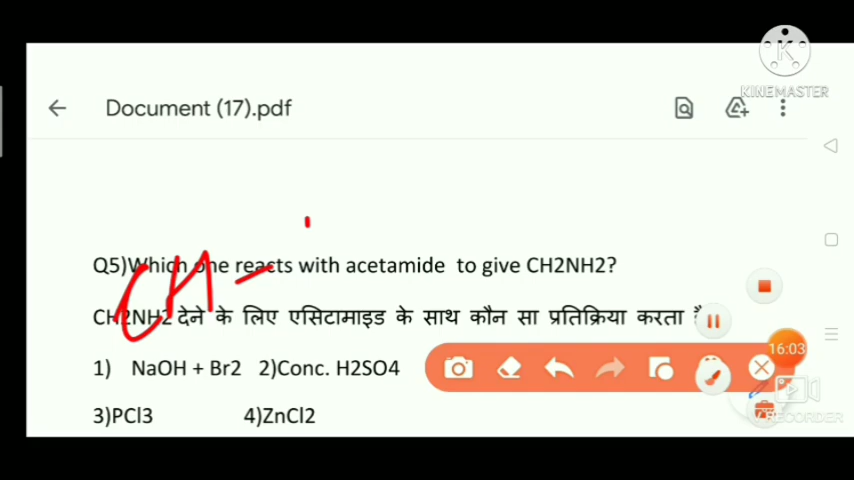 K
KINEMASTER
Document (17).pdf
Q5)Which one reacts with acetamide to give CH2NH2?
CH2NH2 देने के लिए एसिटामाइड के साथ कौन सा प्रतिक्रिया करता
CH -
1) NaOH + Br2 2)Conc. H2SO4
16:03
3)PCl3 4)ZnCl2
RECORDER